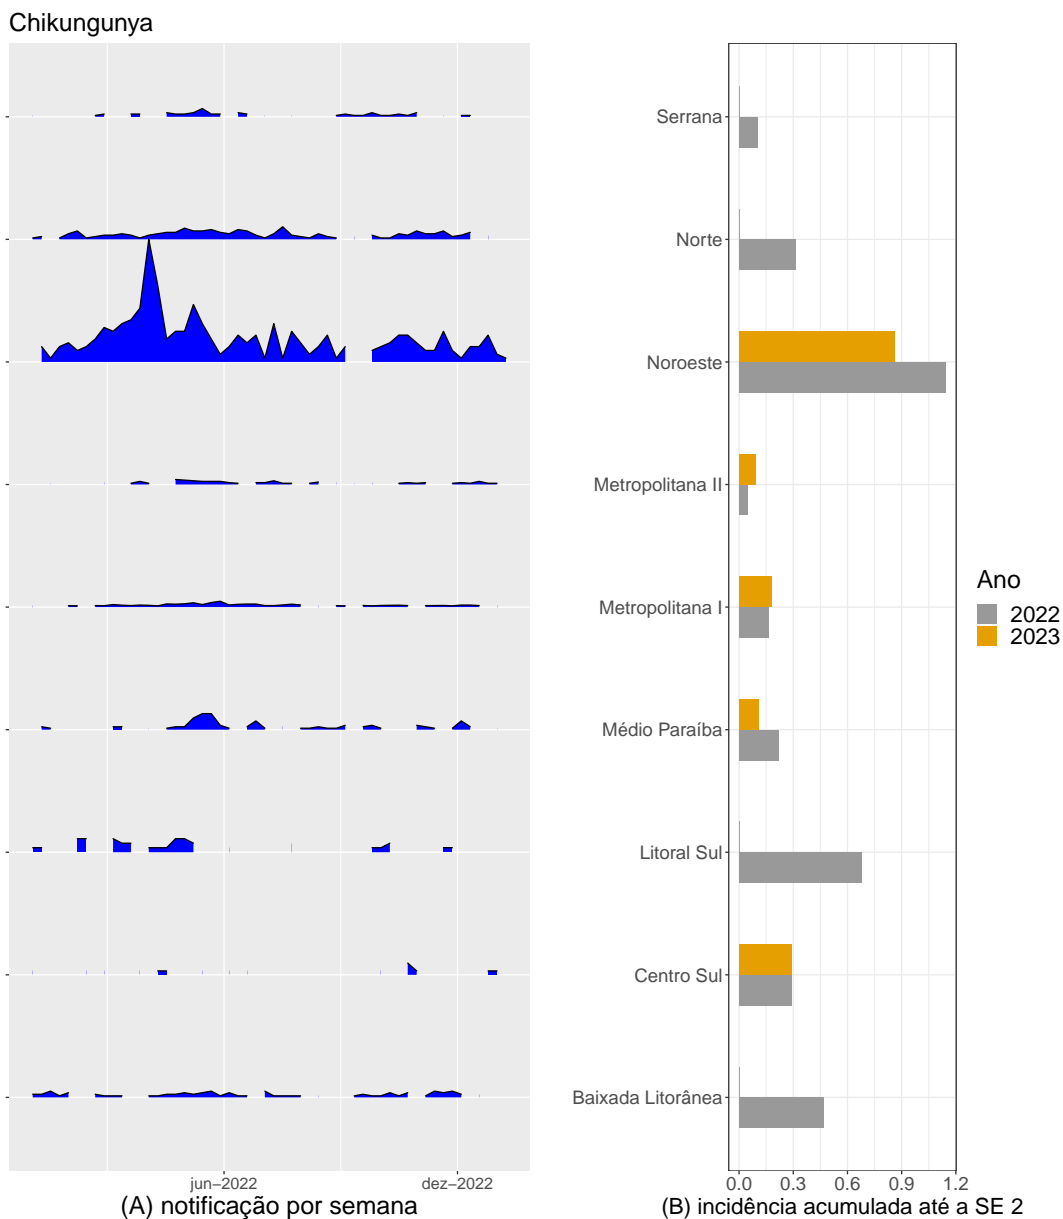 Chikungunya
Serrana
Norte
Noroeste
Metropolitana II
Metropolitana I
Médio Paraíba
Litoral Sul
Centro Sul
Baixada Litorânea
Ano
2022
2023
jun–2022
dez–2022
0.0 0.3 0.6 0.9 1.2
(A) notificação por semana
(B) incidência acumulada até a SE 2